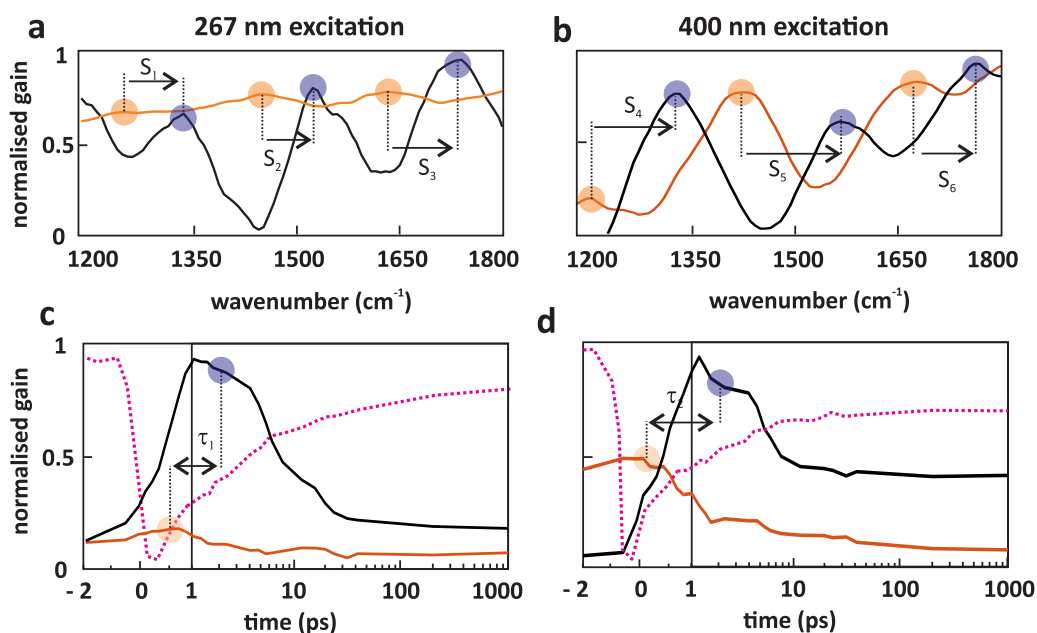 a 267 nm excitation
b 400 nm excitation
normalised gain
1
0.5
0
S1
S2
S3
S4
S5
S6
1200 1350 1500 1650 1800
1200 1350 1500 1650 1800
wavenumber (cm-1)
wavenumber (cm-1)
c
d
normalised gain
1
0.5
0
τ1
τ2
- 2 0 1 10 100 1000
- 2 0 1 10 100 1000
time (ps)
time (ps)